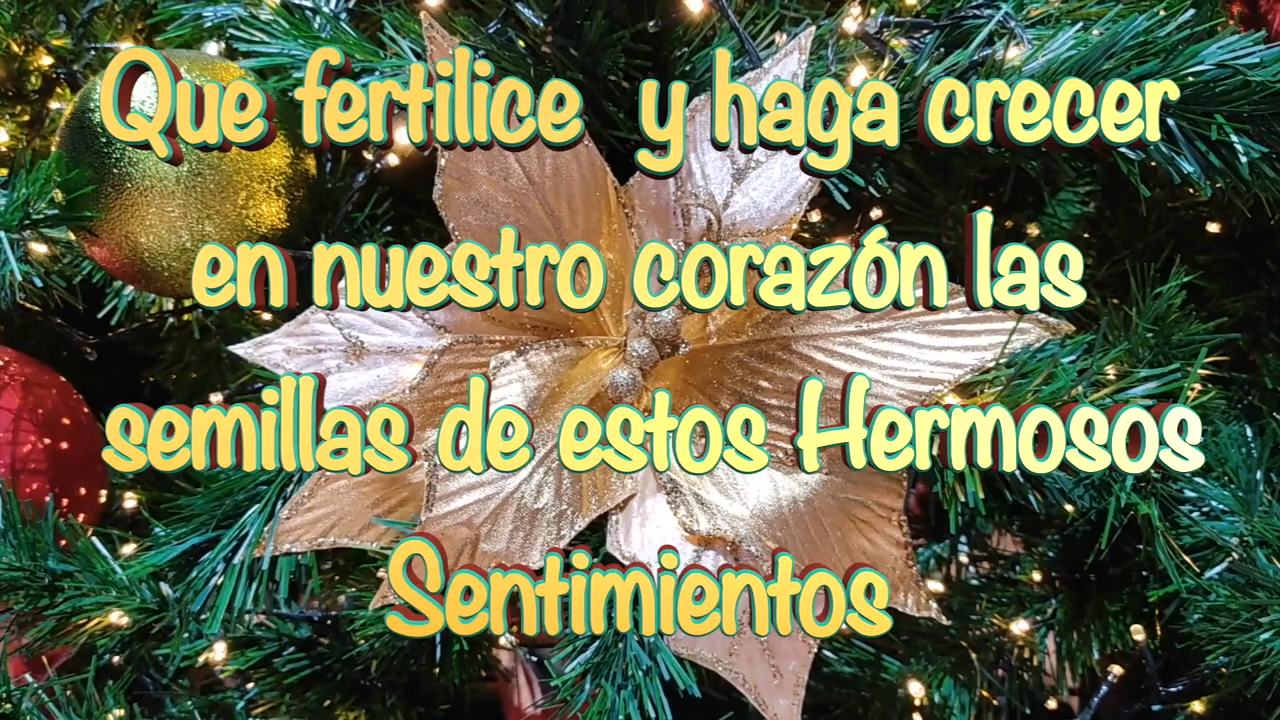 Que fertilice y haga crecer
en nuestro corazón las
semillas de estos Hermosos
Sentimientos